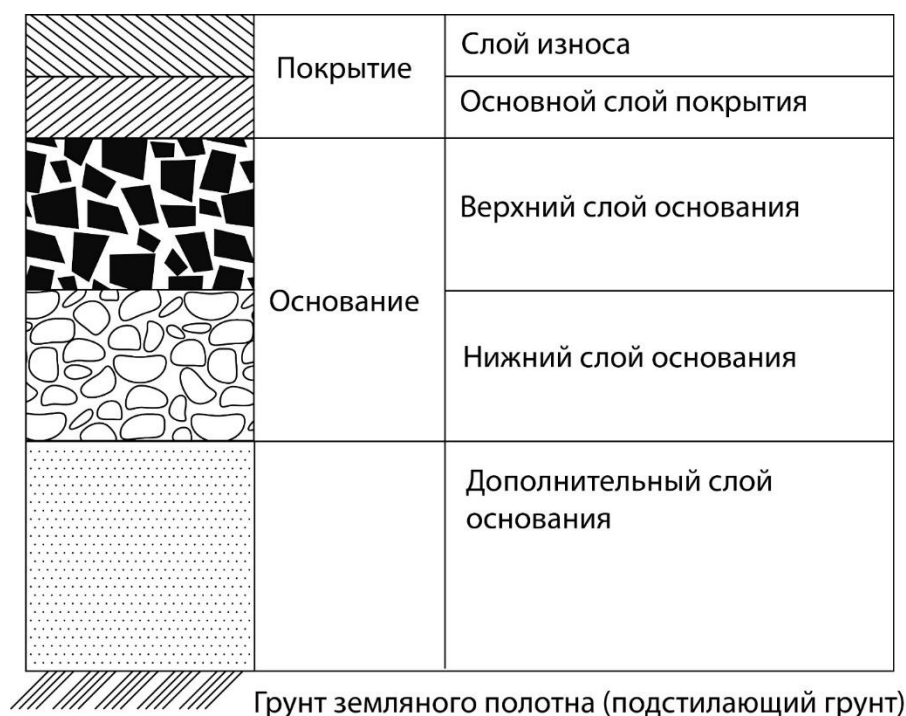 Покрытие
Слой износа
Основной слой покрытия
Основание
Верхний слой основания
Нижний слой основания
Дополнительный слой
основания
Грунт земляного полотна (подстилающий грунт)